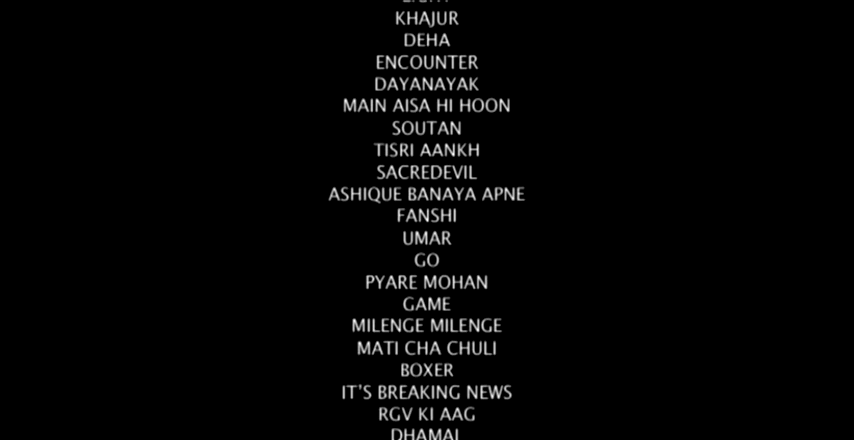 KHAJUR
DEHA
ENCOUNTER
DAYANAYAK
MAIN AISA HI HOON
SOUTAN
TISRI AANKH
SACREDEVIL
ASHIQUE BANAYA APNE
FANSHI
UMAR
GO
PYARE MOHAN
GAME
MILENGE MILENGE
MATI CHA CHULI
BOXER
IT'S BREAKING NEWS
RGV KI AAG
DHAMAL